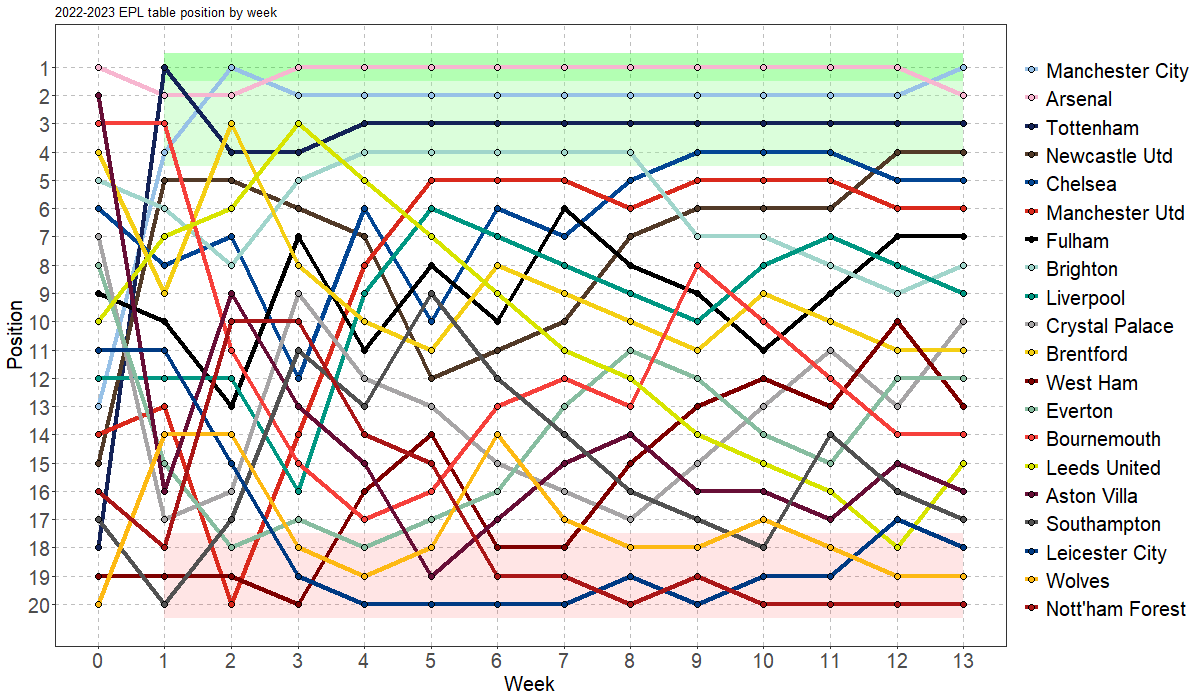 2022-2023 EPL table position by week
Position
1
2
3
4
5
6
7
8
9
10
11
12
13
14
15
16
17
18
19
20
0 1 2 3 4 5 6 7 8 9 10 11 12 13
Week
Manchester City
Arsenal
Tottenham
Newcastle Utd
Chelsea
Manchester Utd
Fulham
Brighton
Liverpool
Crystal Palace
Brentford
West Ham
Everton
Bournemouth
Leeds United
Aston Villa
Southampton
Leicester City
Wolves
Nott'ham Forest